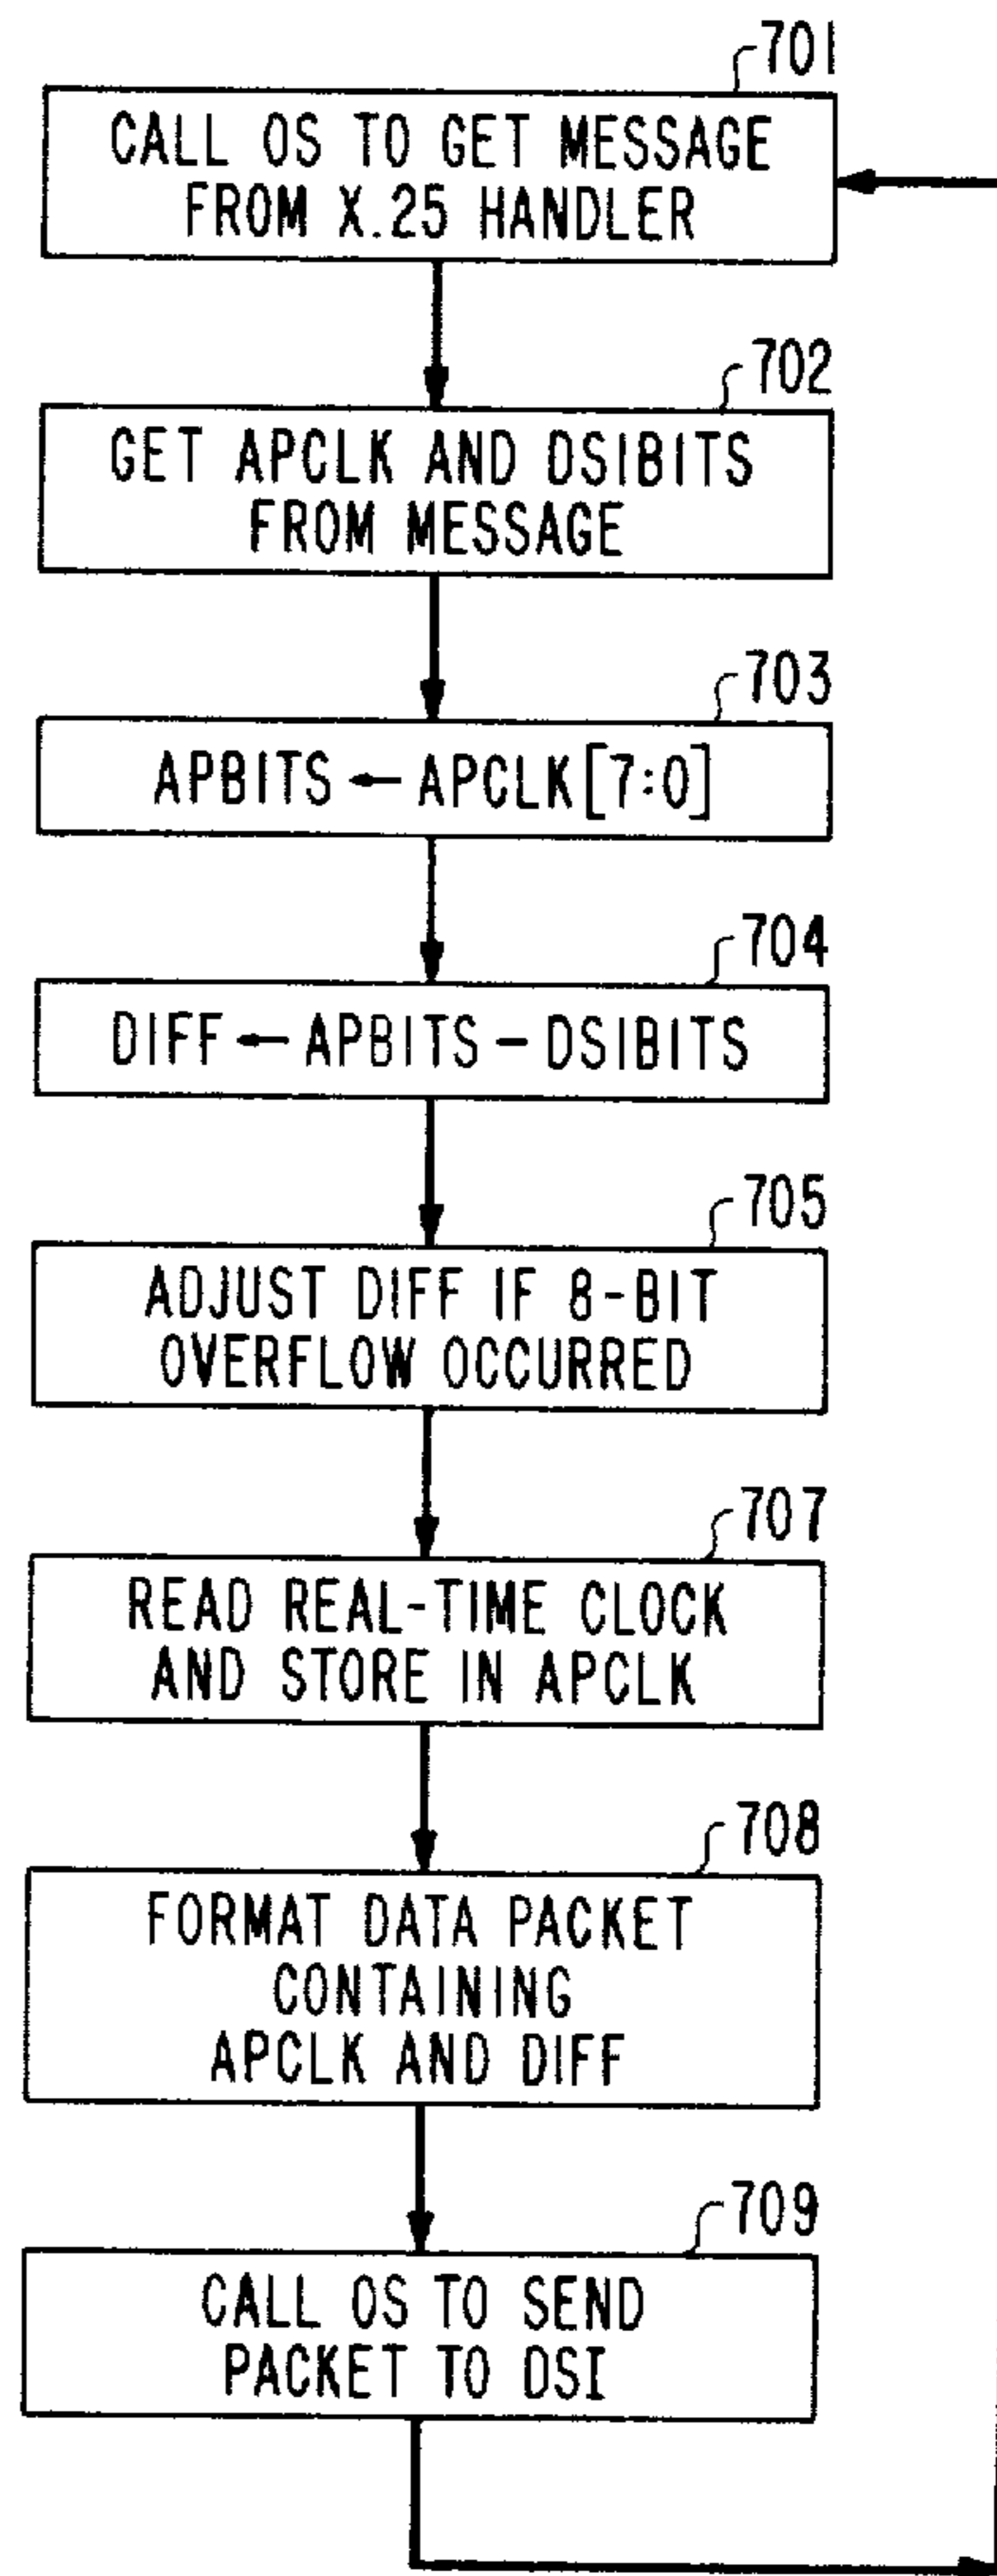 701
CALL OS TO GET MESSAGE
FROM X.25 HANDLER
702
GET APCLK AND DSIBITS
FROM MESSAGE
703
APBITS ← APCLK[7:0]
704
DIFF ← APBITS – DSIBITS
705
ADJUST DIFF IF 8-BIT
OVERFLOW OCCURRED
707
READ REAL-TIME CLOCK
AND STORE IN APCLK
708
FORMAT DATA PACKET
CONTAINING
APCLK AND DIFF
709
CALL OS TO SEND
PACKET TO DSI